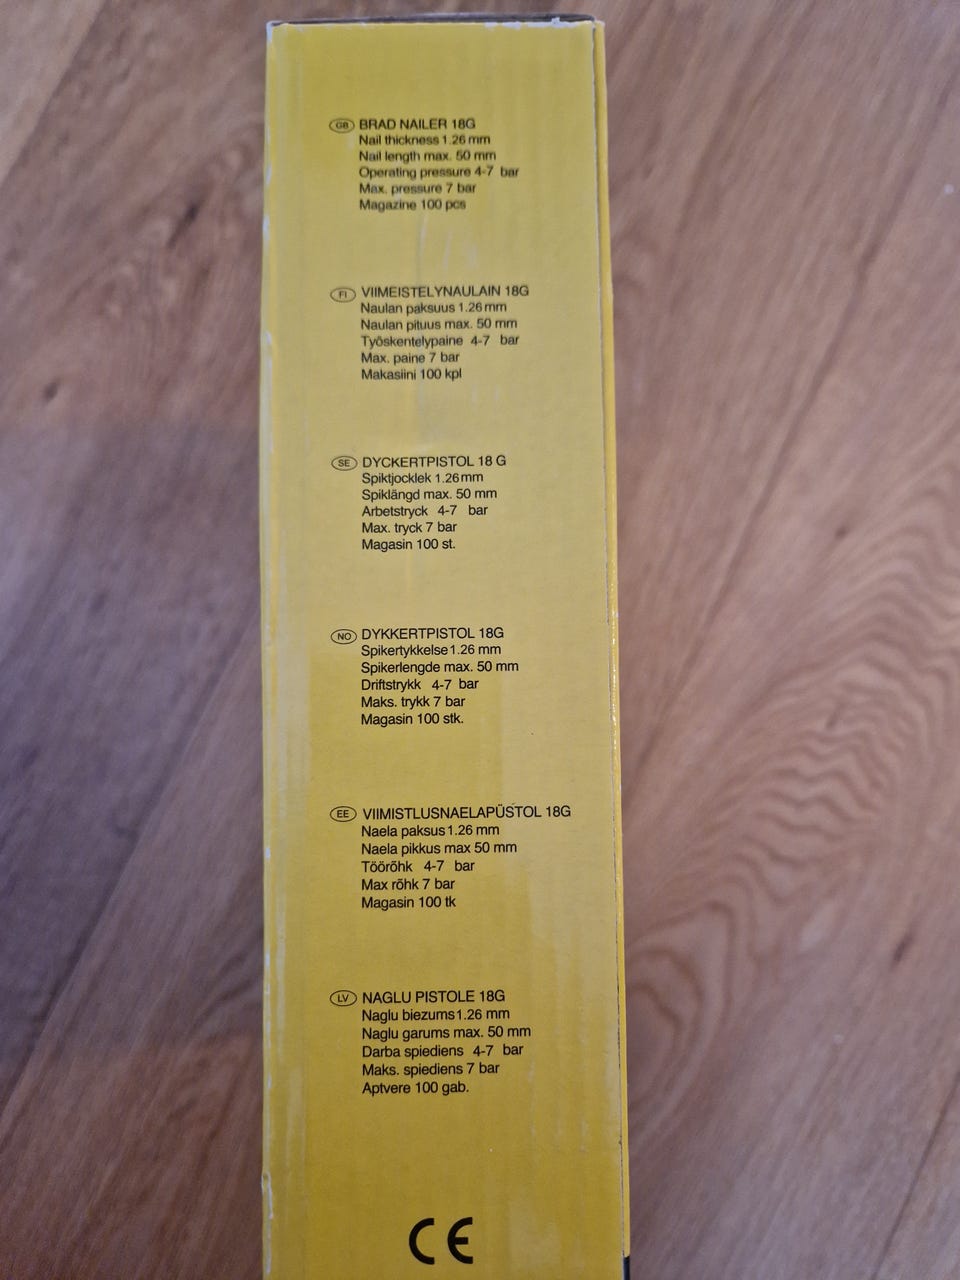 GB BRAD NAILER 18G
Nail thickness 1.26 mm
Nail length max. 50 mm
Operating pressure 4-7 bar
Max. pressure 7 bar
Magazine 100 pcs
FI VIIMEISTELYNAULAIN 18G
Naulan paksuus 1.26 mm
Naulan pituus max. 50 mm
Työskentelypaine 4-7 bar
Max. paine 7 bar
Makasiini 100 kpl
SE DYCKERTPISTOL 18 G
Spiktjocklek 1.26 mm
Spiklängd max. 50 mm
Arbetstryck 4-7 bar
Max. tryck 7 bar
Magasin 100 st.
NO DYKKERTPISTOL 18G
Spikertykkelse 1.26 mm
Spikerlengde max. 50 mm
Driftstrykk 4-7 bar
Maks. trykk 7 bar
Magasin 100 stk.
EE VIIMISTLUSNAELAPÜSTOL 18G
Naela paksus 1.26 mm
Naela pikkus max 50 mm
Töörõhk 4-7 bar
Max rõhk 7 bar
Magasin 100 tk
LV NAGLU PISTOLE 18G
Naglu biezums 1.26 mm
Naglu garums max. 50 mm
Darba spiediens 4-7 bar
Maks. spiediens 7 bar
Aptvere 100 gab.
CE